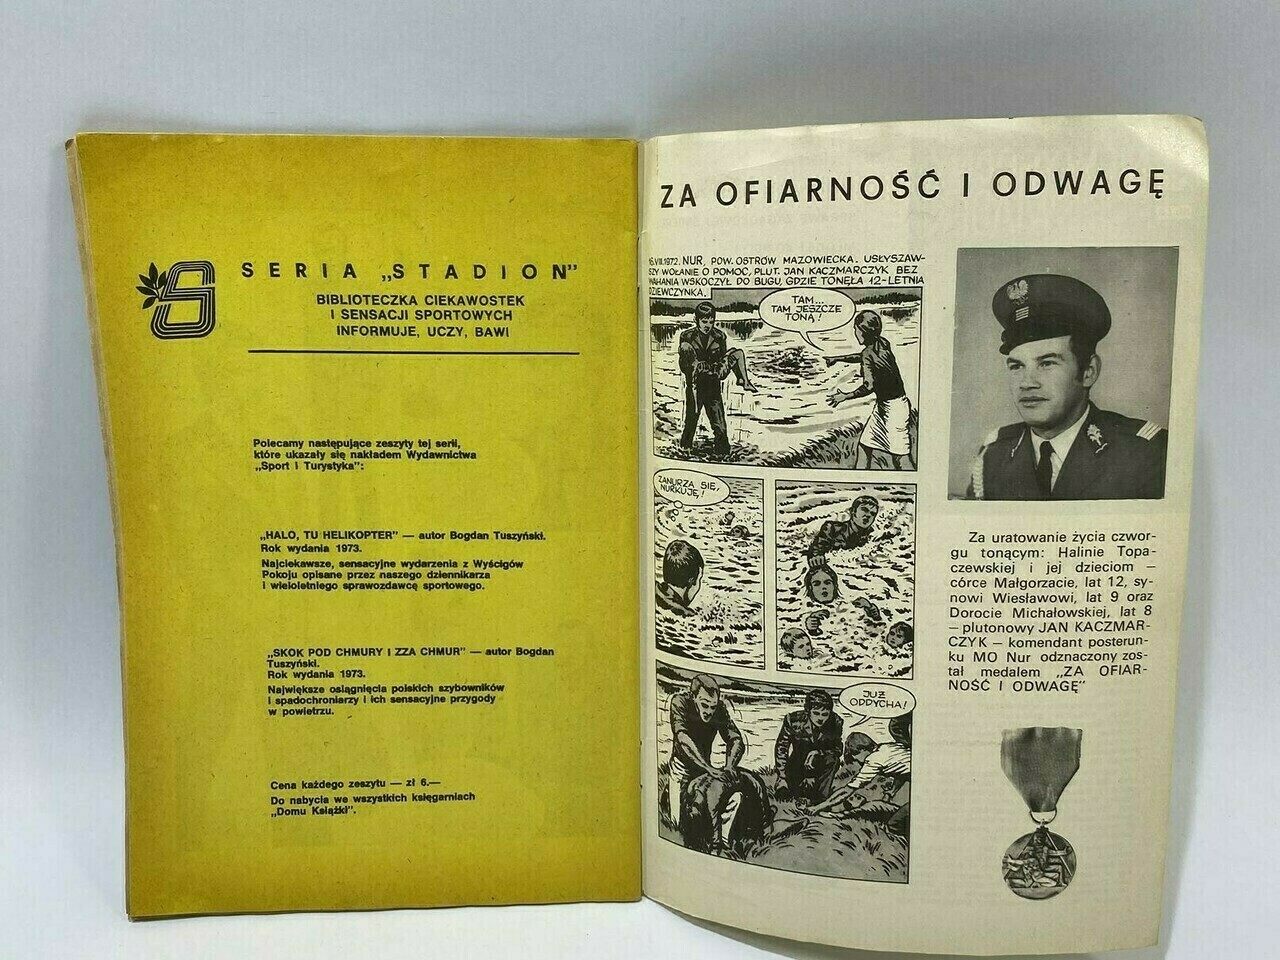 SERIA „STADION"
BIBLIOTECZKA CIEKAWOSTEK
I SENSACJI SPORTOWYCH
INFORMUJE, UCZY, BAWI
Polecamy następujące zeszyty tej serii,
które ukazały się nakładem Wydawnictwa
„Sport i Turystyka":
„HALO, TU HELIKOPTER" — autor Bogdan Tuszyński.
Rok wydania 1973.
Najciekawsze, sensacyjne wydarzenia z Wyścigów
Pokoju opisane przez naszego dziennikarza
i wieloletniego sprawozdawcę sportowego.
„SKOK POD CHMURY I ZZA CHMUR" — autor Bogdan
Tuszyński.
Rok wydania 1973.
Największe osiągnięcia polskich szybowników
i spadochroniarzy i ich sensacyjne przygody
w powietrzu.
Cena każdego zeszytu — zł 6.—
Do nabycia we wszystkich księgarniach
„Domu Książki".
ZA OFIARNOŚĆ I ODWAGĘ
6.VIII.1972. NUR, POW. OSTRÓW MAZOWIECKA. USŁYSZAW-
SZY WOŁANIE O POMOC, PLUT. JAN KACZMARCZYK BEZ
WAHANIA WSKOCZYŁ DO BUGU, GDZIE TONĘŁA 12-LETNIA
DZIEWCZYNKA.
TAM...
TAM JESZCZE
TONĄ!
ZANURZA SIĘ,
NURKUJĘ!
JUŻ
ODDYCHA!
Za uratowanie życia czwor-
gu tonącym: Halinie Topa-
czewskiej i jej dzieciom –
córce Małgorzacie, lat 12, sy-
nowi Wiesławowi, lat 9 oraz
Dorocie Michałowskiej, lat 8
– plutonowy JAN KACZMAR-
CZYK – komendant posterun-
ku MO Nur odznaczony zos-
tał medalem „ZA OFIAR-
NOŚĆ I ODWAGĘ"